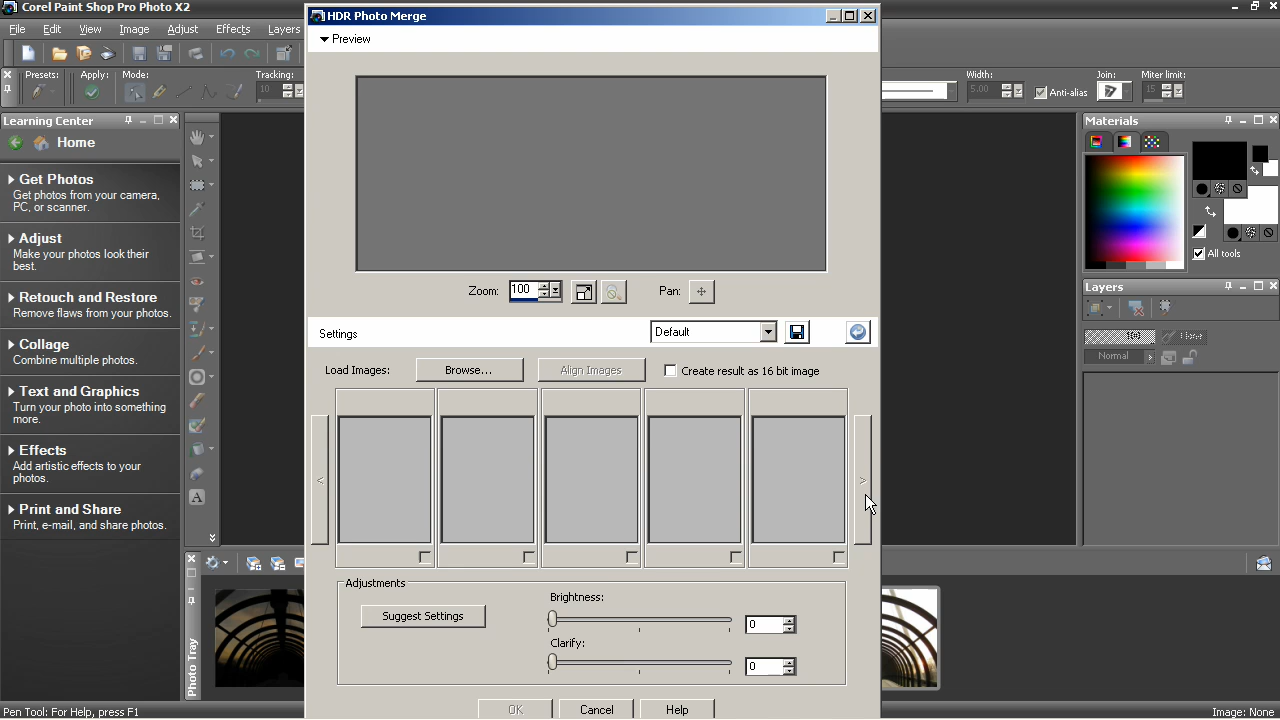 Corel Paint Shop Pro Photo X2
File Edit View Image Adjust Effects Layers
Presets: Apply: Mode: Tracking:
10
Width: Join: Miter limit:
5.00 Anti-alias 15
Learning Center
Home
Get Photos
Get photos from your camera,
PC, or scanner.
Adjust
Make your photos look their
best.
Retouch and Restore
Remove flaws from your photos.
Collage
Combine multiple photos.
Text and Graphics
Turn your photo into something
more.
Effects
Add artistic effects to your
photos.
Print and Share
Print, e-mail, and share photos.
A
HDR Photo Merge
Preview
Zoom: 100 Pan:
Settings Default
Load Images: Browse... Align Images Create result as 16 bit image
< >
Adjustments
Suggest Settings
Brightness:
0
Clarify:
0
OK Cancel Help
Materials
All tools
Layers
None
Normal
Photo Tray
Pen Tool: For Help, press F1
Image: None